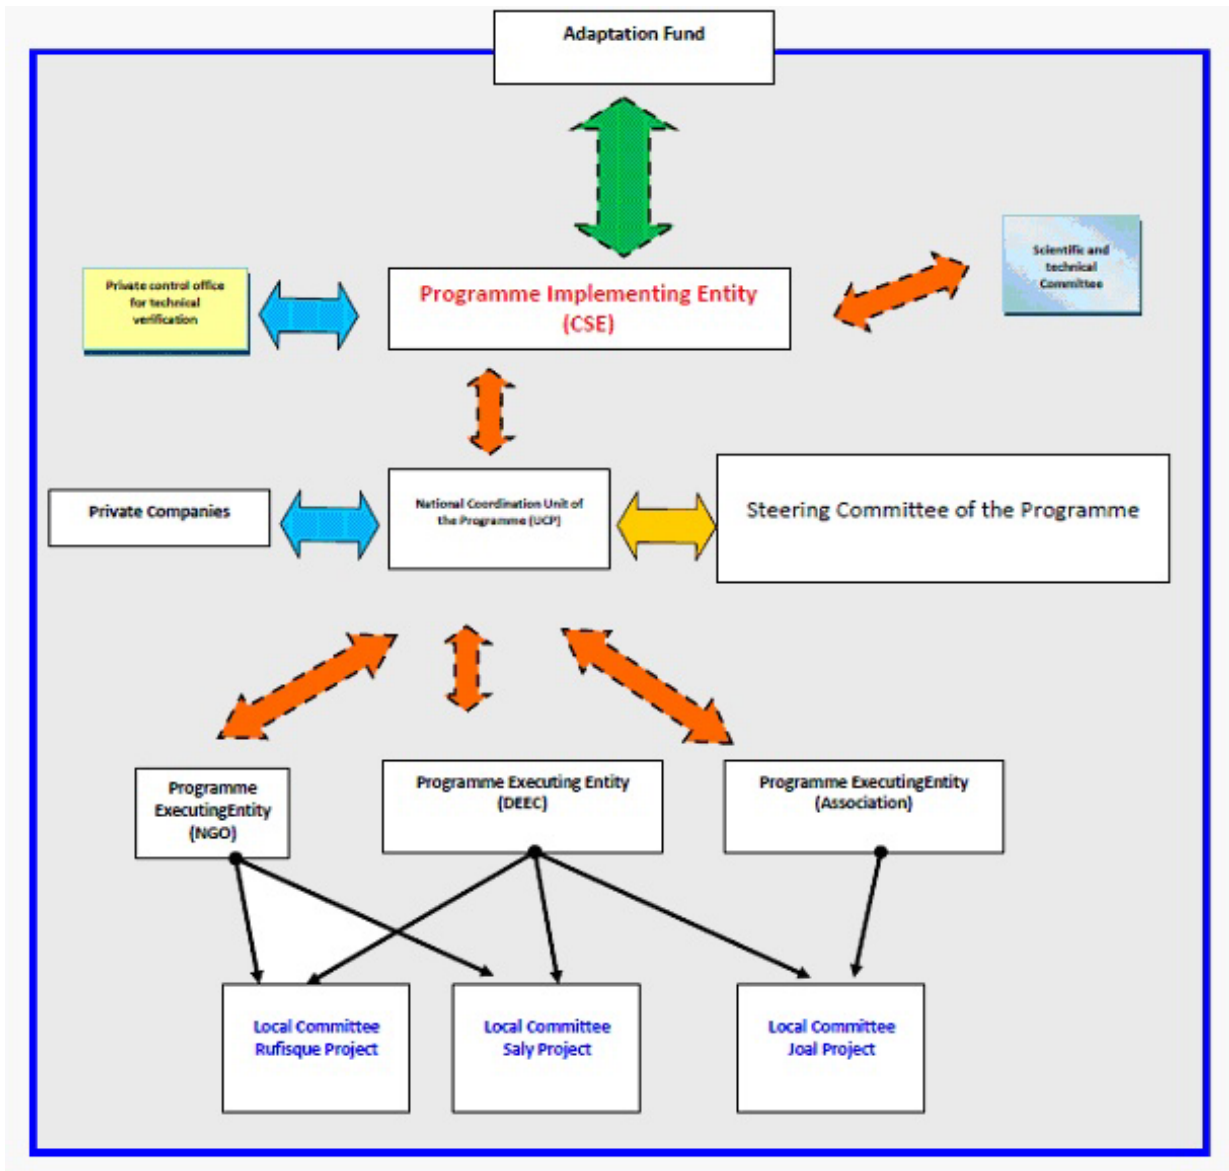 Adaptation Fund
Scientific and
technical
Committee
Private control office
for technical
verification
Programme Implementing Entity
(CSE)
Private Companies
National Coordination Unit of
the Programme (UCP)
Steering Committee of the Programme
Programme
ExecutingEntity
(NGO)
Programme Executing Entity
(DEEC)
Programme ExecutingEntity
(Association)
Local Committee
Rufisque Project
Local Committee
Saly Project
Local Committee
Joal Project